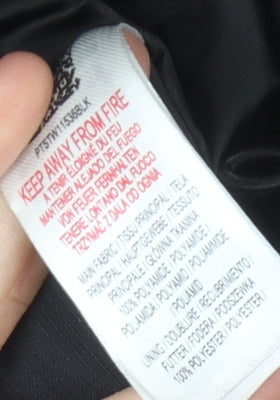 PTSTW11538BLK
KEEP AWAY FROM FIRE
A TENIR ÉLOIGNÉ DU FEU
MANTENER ALEJADO DEL FUEGO
VON FEUER FERNHALTEN
TENERE LONTANO DAL FUOCO
TRZYMAĆ Z DALA OD OGNIA
MAIN FABRIC / TISSU PRINCIPAL / TELA
PRINCIPAL / HAUPTGEWEBE / TESSUTO
PRINCIPALE / GŁÓWNA TKANINA
100% POLYAMIDE / POLYAMIDE /
POLIAMIDA / POLYAMID / POLIAMMIDE
/ POLIAMID
LINING / DOUBLURE / RECUBRIMIENTO /
FUTTER / FODERA / PODSZEWKA
100% POLYESTER / POLYESTER